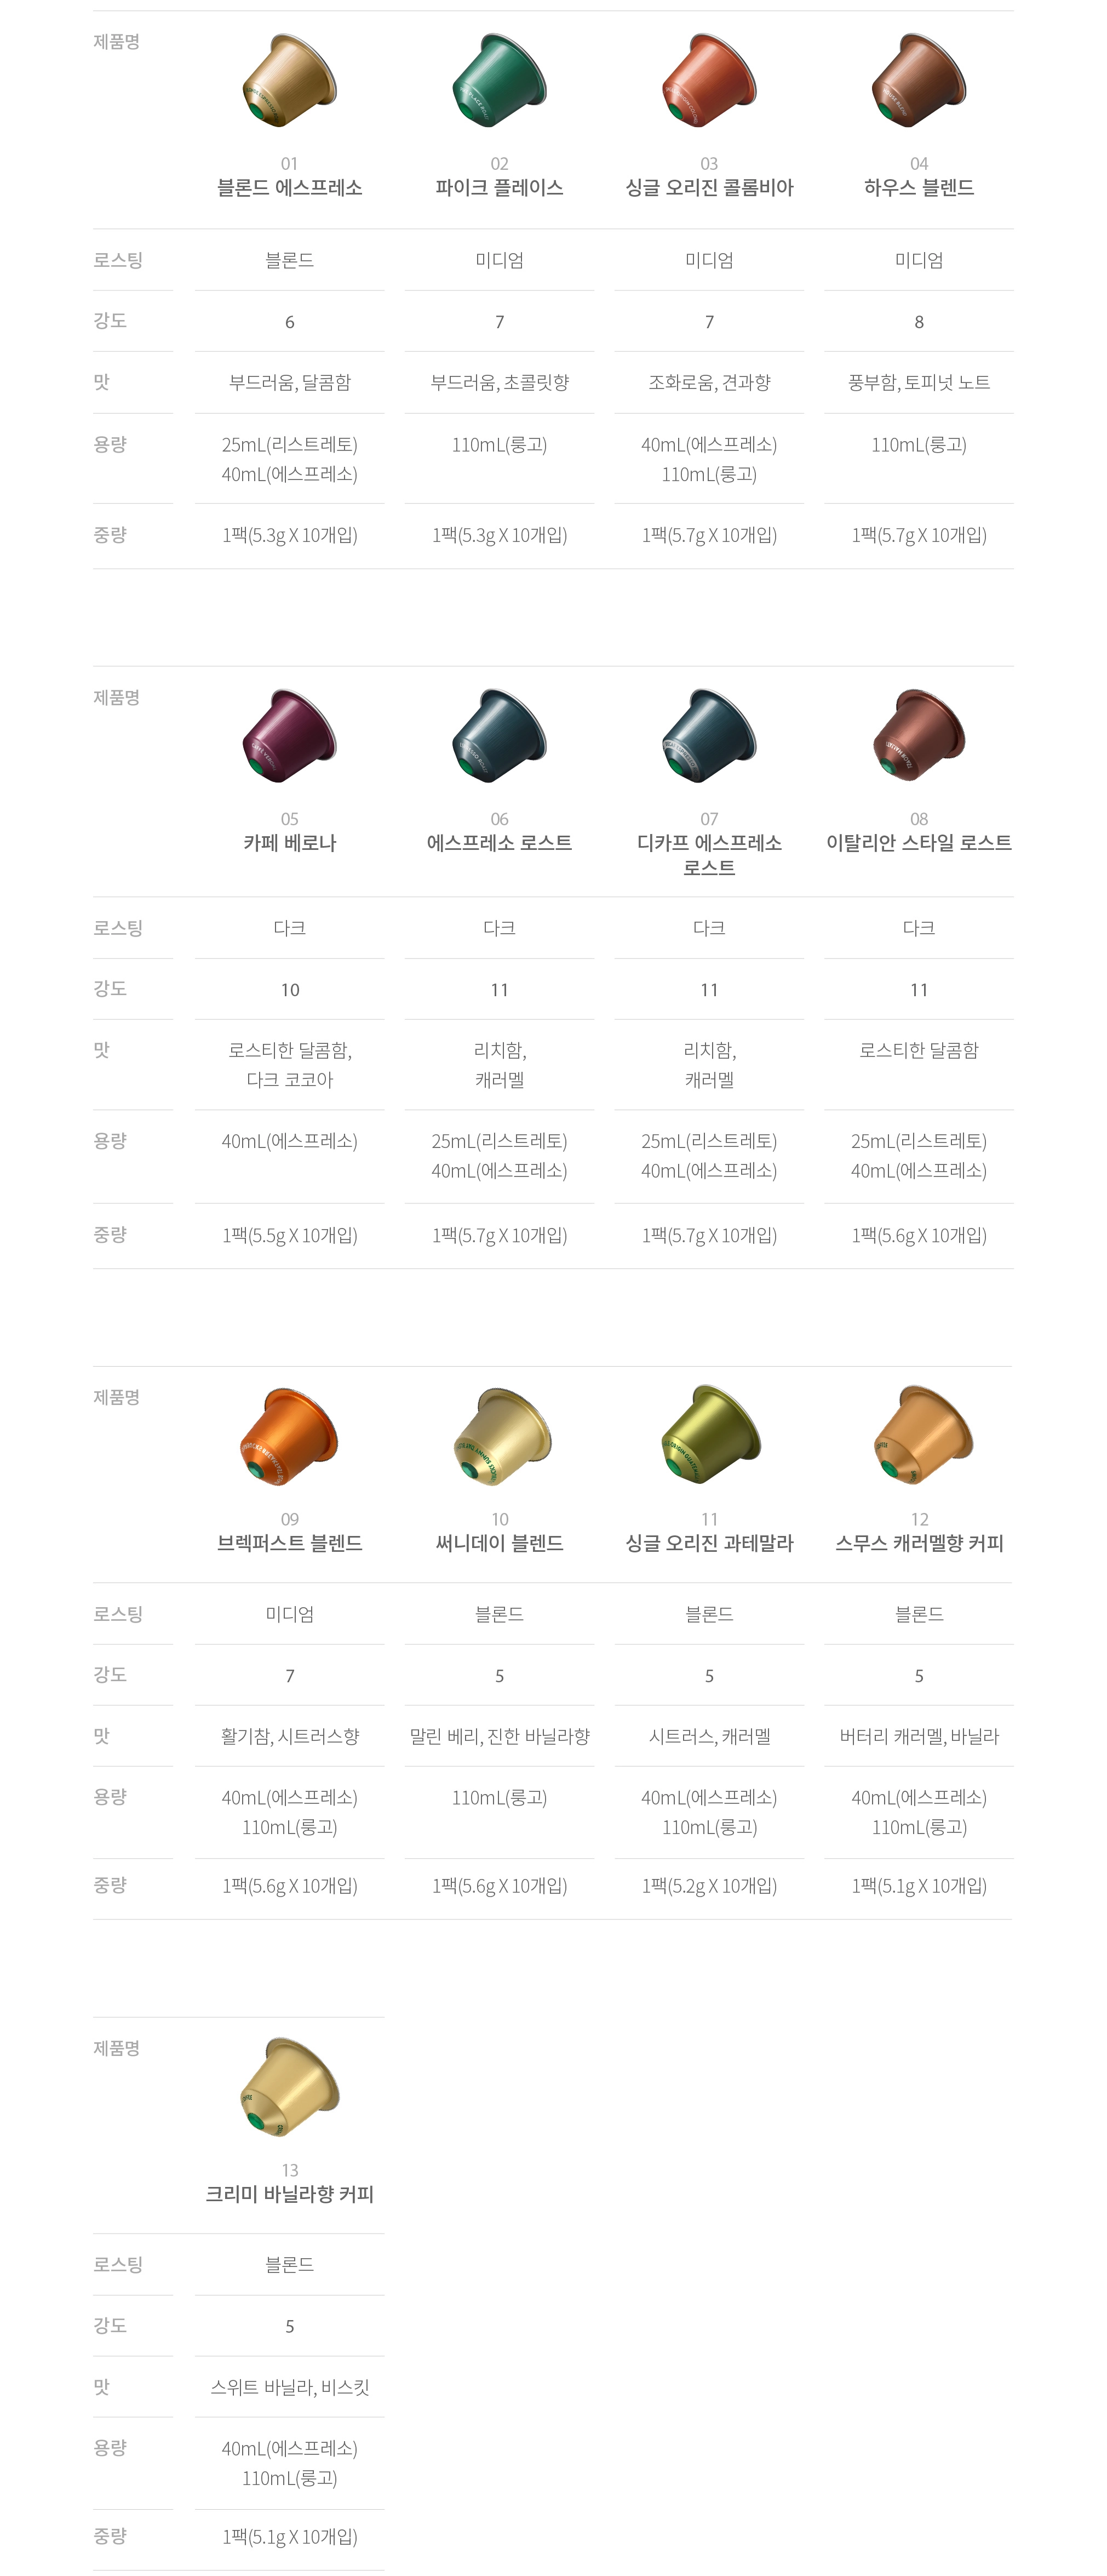 제품명
01 02 03 04
블론드 에스프레소 파이크 플레이스 싱글 오리진 콜롬비아 하우스 블렌드
로스팅 블론드 미디엄 미디엄 미디엄
강도 6 7 7 8
맛 부드러움, 달콤함 부드러움, 초콜릿향 조화로움, 견과향 풍부함, 토피넛 노트
용량 25mL(리스트레토) 110mL(룽고) 40mL(에스프레소) 110mL(룽고)
40mL(에스프레소) 110mL(룽고)
중량 1팩(5.3g X 10개입) 1팩(5.3g X 10개입) 1팩(5.7g X 10개입) 1팩(5.7g X 10개입)
제품명
05 06 07 08
카페 베로나 에스프레소 로스트 디카프 에스프레소 이탈리안 스타일 로스트
로스트
로스팅 다크 다크 다크 다크
강도 10 11 11 11
맛 로스티한 달콤함, 리치함, 리치함, 로스티한 달콤함
다크 코코아 캐러멜 캐러멜
용량 40mL(에스프레소) 25mL(리스트레토) 25mL(리스트레토) 25mL(리스트레토)
40mL(에스프레소) 40mL(에스프레소) 40mL(에스프레소)
중량 1팩(5.5g X 10개입) 1팩(5.7g X 10개입) 1팩(5.7g X 10개입) 1팩(5.6g X 10개입)
제품명
09 10 11 12
브렉퍼스트 블렌드 써니데이 블렌드 싱글 오리진 과테말라 스무스 캐러멜향 커피
로스팅 미디엄 블론드 블론드 블론드
강도 7 5 5 5
맛 활기참, 시트러스향 말린 베리, 진한 바닐라향 시트러스, 캐러멜 버터리 캐러멜, 바닐라
용량 40mL(에스프레소) 110mL(룽고) 40mL(에스프레소) 40mL(에스프레소)
110mL(룽고) 110mL(룽고) 110mL(룽고)
중량 1팩(5.6g X 10개입) 1팩(5.6g X 10개입) 1팩(5.2g X 10개입) 1팩(5.1g X 10개입)
제품명
13
크리미 바닐라향 커피
로스팅 블론드
강도 5
맛 스위트 바닐라, 비스킷
용량 40mL(에스프레소)
110mL(룽고)
중량 1팩(5.1g X 10개입)